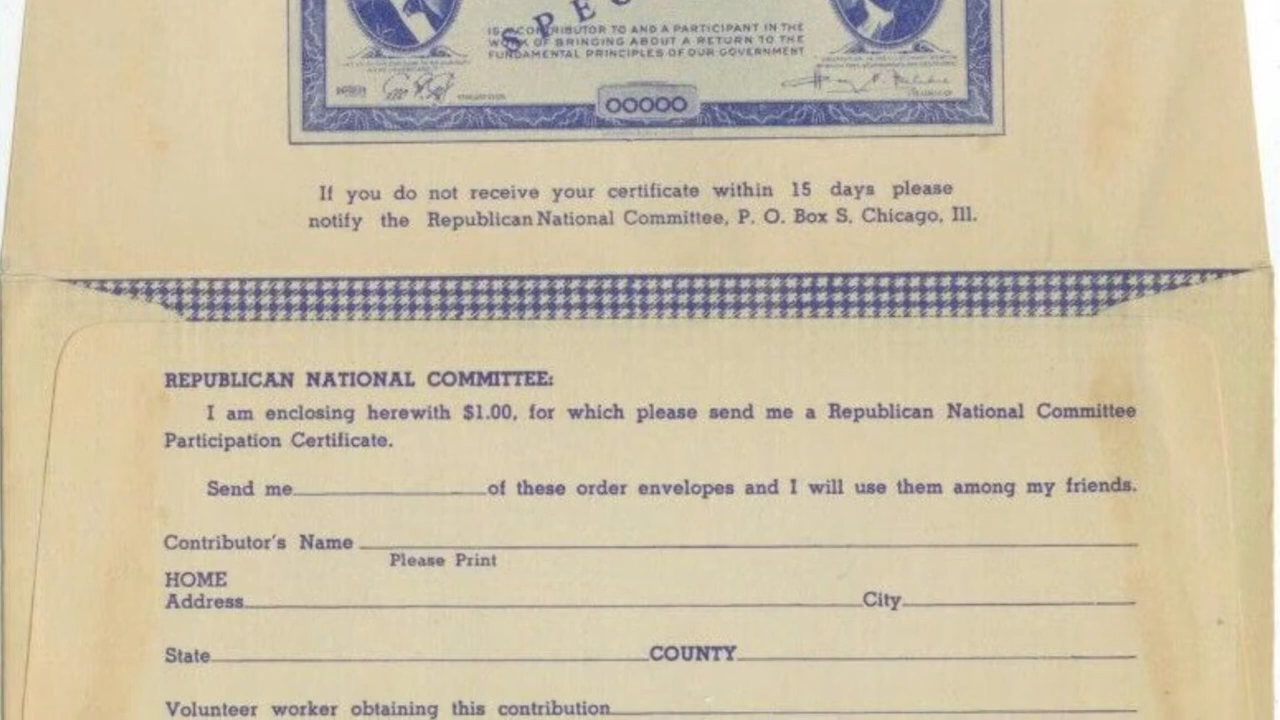 SPEC
IS A CONTRIBUTOR TO AND A PARTICIPANT IN THE
WORK OF BRINGING ABOUT A RETURN TO THE
FUNDAMENTAL PRINCIPLES OF OUR GOVERNMENT
00000
If you do not receive your certificate within 15 days please
notify the Republican National Committee, P. O. Box S, Chicago, Ill.
REPUBLICAN NATIONAL COMMITTEE:
I am enclosing herewith $1.00, for which please send me a Republican National Committee
Participation Certificate.
Send me of these order envelopes and I will use them among my friends.
Contributor's Name
Please Print
HOME
Address City
State COUNTY
Volunteer worker obtaining this contribution